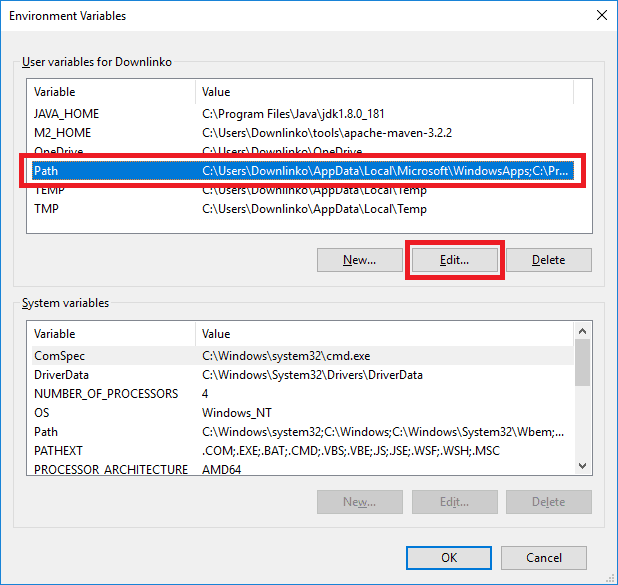 Environment Variables
User variables for Downlinko
Variable Value
JAVA_HOME C:\Program Files\Java\jdk1.8.0_181
M2_HOME C:\Users\Downlinko\tools\apache-maven-3.2.2
OneDrive C:\Users\Downlinko\OneDrive
Path C:\Users\Downlinko\AppData\Local\Microsoft\WindowsApps;C:\Pr...
TEMP C:\Users\Downlinko\AppData\Local\Temp
TMP C:\Users\Downlinko\AppData\Local\Temp
New... Edit... Delete
System variables
Variable Value
ComSpec C:\Windows\system32\cmd.exe
DriverData C:\Windows\System32\Drivers\DriverData
NUMBER_OF_PROCESSORS 4
OS Windows_NT
Path C:\Windows\system32;C:\Windows;C:\Windows\System32\Wbem;...
PATHEXT .COM;.EXE;.BAT;.CMD;.VBS;.VBE;.JS;.JSE;.WSF;.WSH;.MSC
PROCESSOR_ARCHITECTURE AMD64
New... Edit... Delete
OK Cancel